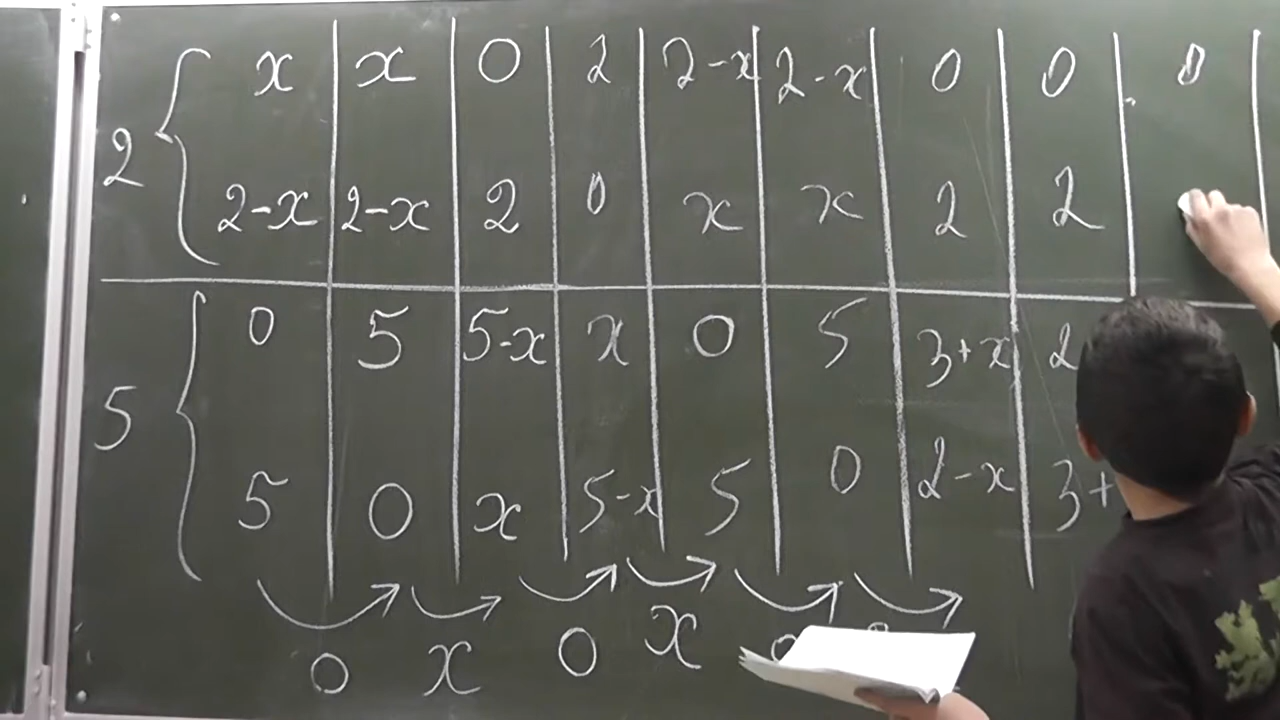 x x 0 2 2-x 2-x 0 0 0
2
2-x 2-x 2 0 x x 2 2
0 5 5-x x 0 5 3+x 2
5
5 0 x 5-x 5 0 2-x 3+
0 x 0 x